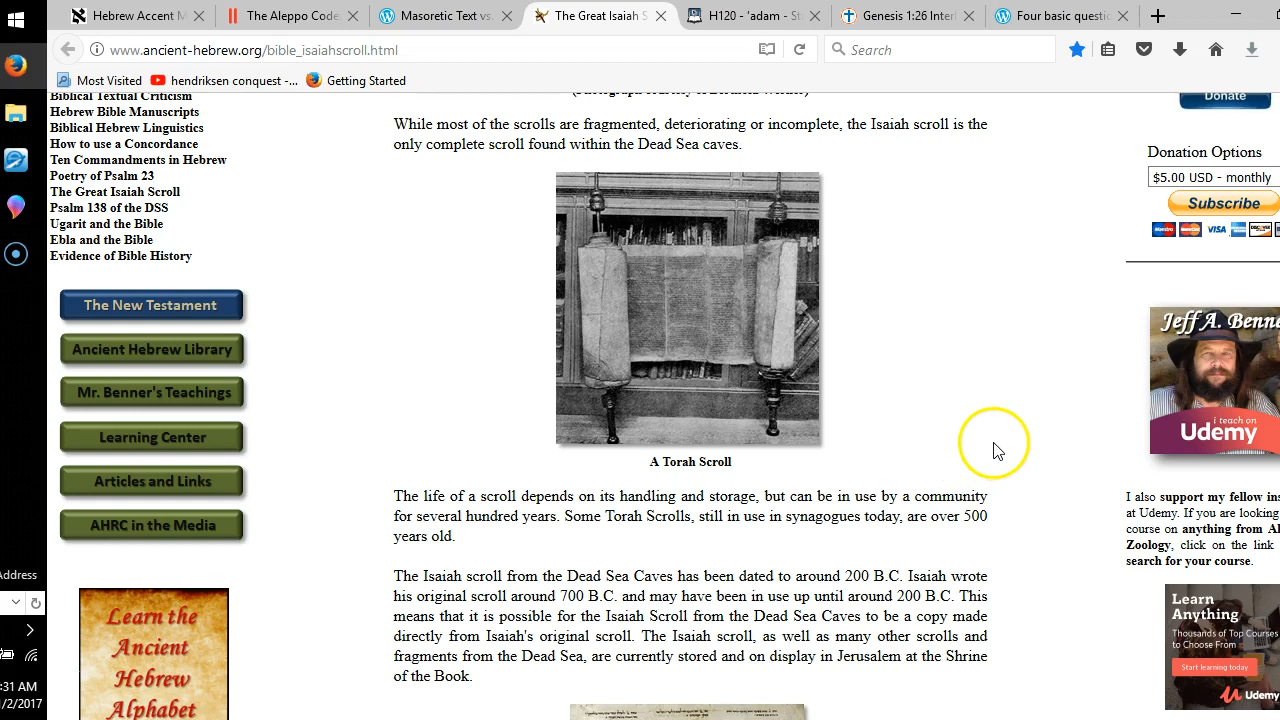 Hebrew Accent M
The Aleppo Code
Masoretic Text vs.
The Great Isaiah S
H120 - 'adam - St
Genesis 1:26 Interl
Four basic questi
www.ancient-hebrew.org/bible_isaiahscroll.html
Search
Most Visited
hendriksen conquest -...
Getting Started
Biblical Textual Criticism
Hebrew Bible Manuscripts
Biblical Hebrew Linguistics
How to use a Concordance
Ten Commandments in Hebrew
Poetry of Psalm 23
The Great Isaiah Scroll
Psalm 138 of the DSS
Ugarit and the Bible
Ebla and the Bible
Evidence of Bible History
The New Testament
Ancient Hebrew Library
Mr. Benner's Teachings
Learning Center
Articles and Links
AHRC in the Media
Learn the
Ancient
Hebrew
Alphabet
While most of the scrolls are fragmented, deteriorating or incomplete, the Isaiah scroll is the
only complete scroll found within the Dead Sea caves.
A Torah Scroll
The life of a scroll depends on its handling and storage, but can be in use by a community
for several hundred years. Some Torah Scrolls, still in use in synagogues today, are over 500
years old.
The Isaiah scroll from the Dead Sea Caves has been dated to around 200 B.C. Isaiah wrote
his original scroll around 700 B.C. and may have been in use up until around 200 B.C. This
means that it is possible for the Isaiah Scroll from the Dead Sea Caves to be a copy made
directly from Isaiah's original scroll. The Isaiah scroll, as well as many other scrolls and
fragments from the Dead Sea, are currently stored and on display in Jerusalem at the Shrine
of the Book.
Donate
Donation Options
$5.00 USD - monthly
Subscribe
VISA
Jeff A. Benne
i teach on
Udemy
I also support my fellow ins
at Udemy. If you are looking
course on anything from Al
Zoology, click on the link
search for your course.
Learn
Anything
Thousands of Top Courses
to Choose From
Start learning today
Udemy
Address
:31 AM
1/2/2017